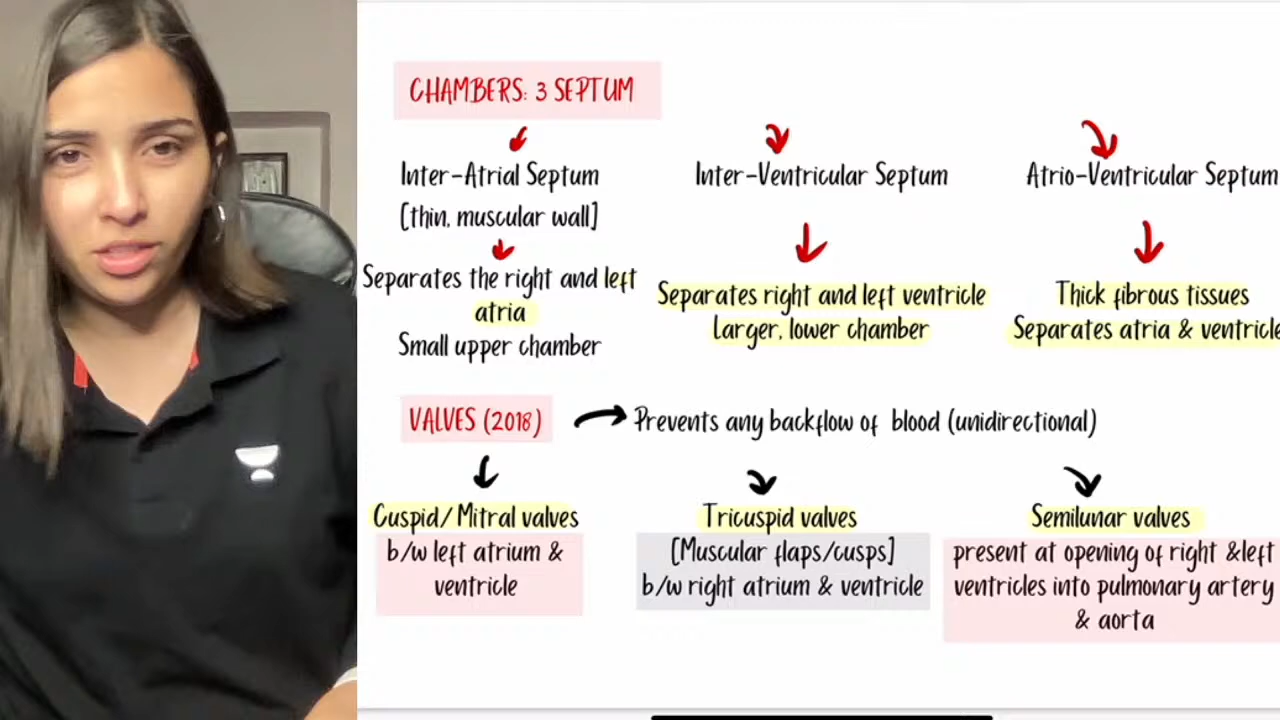 CHAMBERS: 3 SEPTUM
Inter-Atrial Septum
[thin, muscular wall]
Separates the right and left
atria
Small upper chamber
Inter-Ventricular Septum
Separates right and left ventricle
Larger, lower chamber
Atrio-Ventricular Septum
Thick fibrous tissues
Separates atria & ventricle
VALVES (2018)
Prevents any backflow of blood (unidirectional)
Cuspid/Mitral valves
b/w left atrium &
ventricle
Tricuspid valves
[Muscular flaps/cusps]
b/w right atrium & ventricle
Semilunar valves
present at opening of right &left
ventricles into pulmonary artery
& aorta